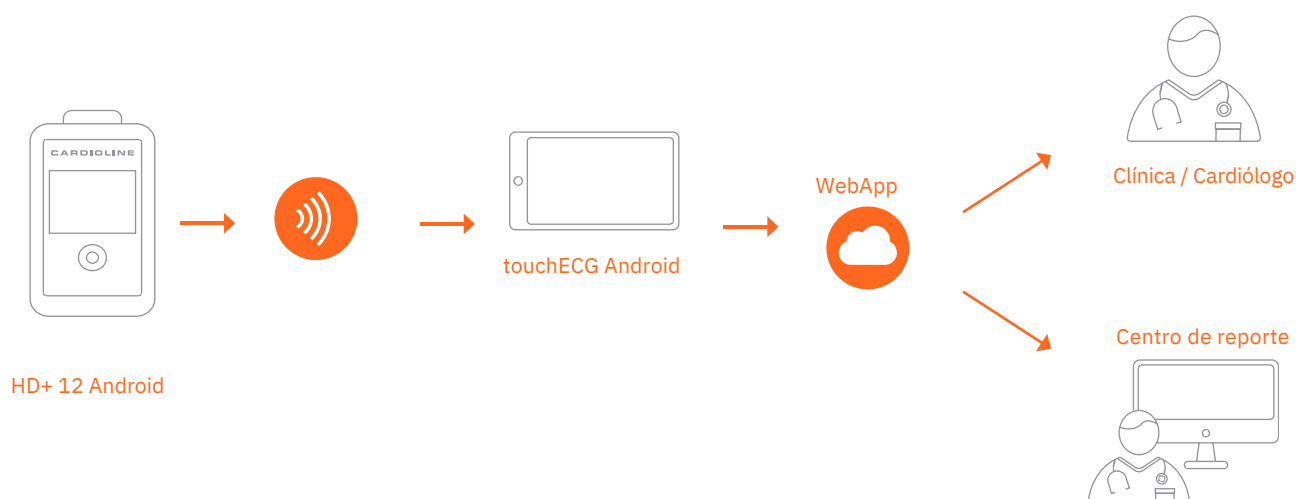 CARDIOLINE
HD+ 12 Android
touchECG Android
WebApp
Clínica / Cardiólogo
Centro de reporte